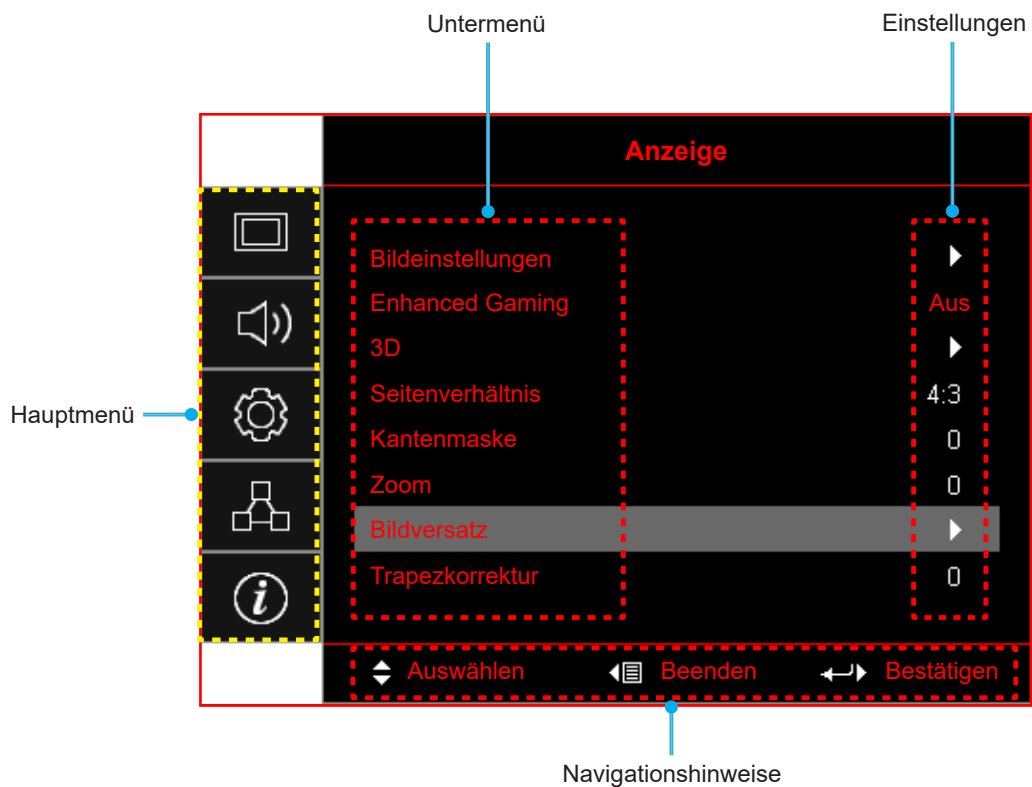 Untermenü
Einstellungen
Anzeige
Bildeinstellungen
Enhanced Gaming Aus
3D
Seitenverhältnis 4:3
Kantenmaske 0
Zoom 0
Bildversatz
Trapezkorrektur 0
Hauptmenü
Auswählen Beenden Bestätigen
Navigationshinweise